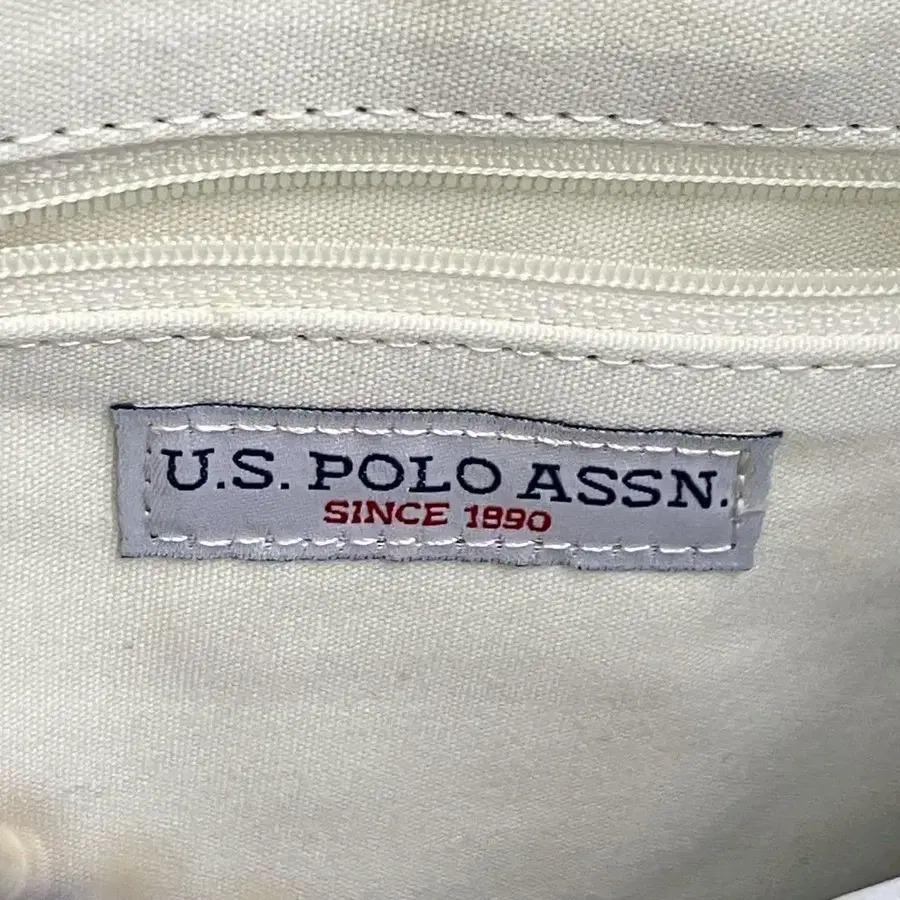 U.S. POLO ASSN.
SINCE 1890